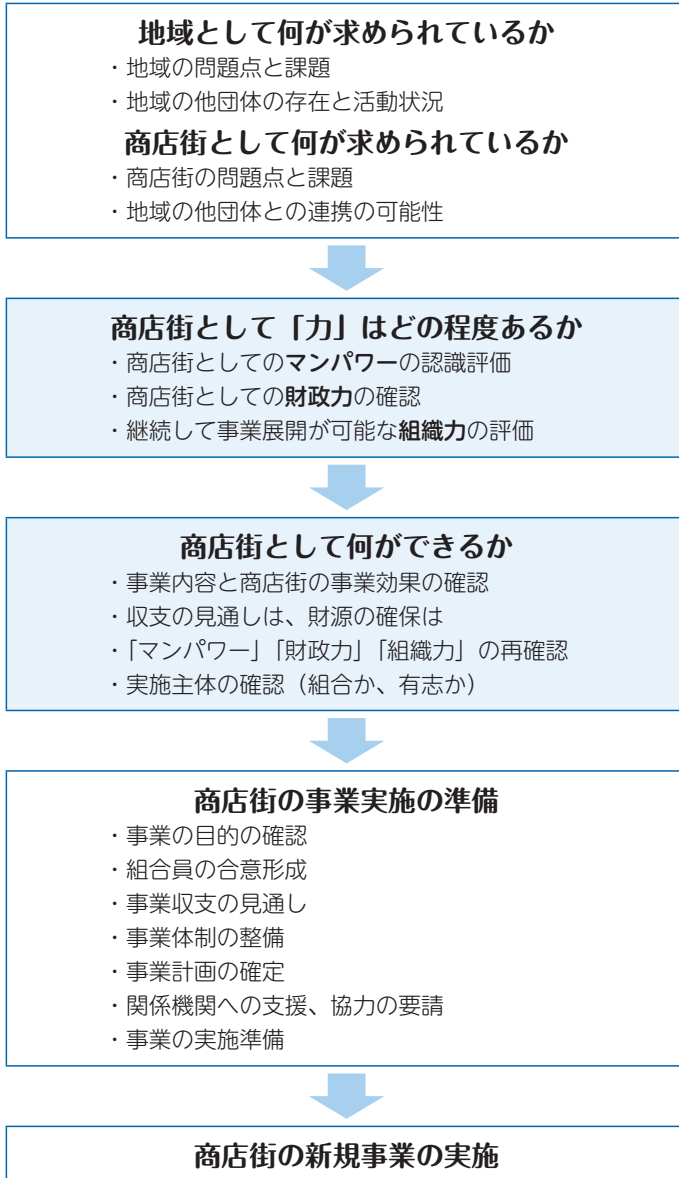 地域として何が求められているか
・地域の問題点と課題
・地域の他団体の存在と活動状況
商店街として何が求められているか
・商店街の問題点と課題
・地域の他団体との連携の可能性
商店街として「力」はどの程度あるか
・商店街としてのマンパワーの認識評価
・商店街としての財政力の確認
・継続して事業展開が可能な組織力の評価
商店街として何ができるか
・事業内容と商店街の事業効果の確認
・収支の見通しは、財源の確保は
・「マンパワー」「財政力」「組織力」の再確認
・実施主体の確認（組合か、有志か）
商店街の事業実施の準備
・事業の目的の確認
・組合員の合意形成
・事業収支の見通し
・事業体制の整備
・事業計画の確定
・関係機関への支援、協力の要請
・事業の実施準備
商店街の新規事業の実施